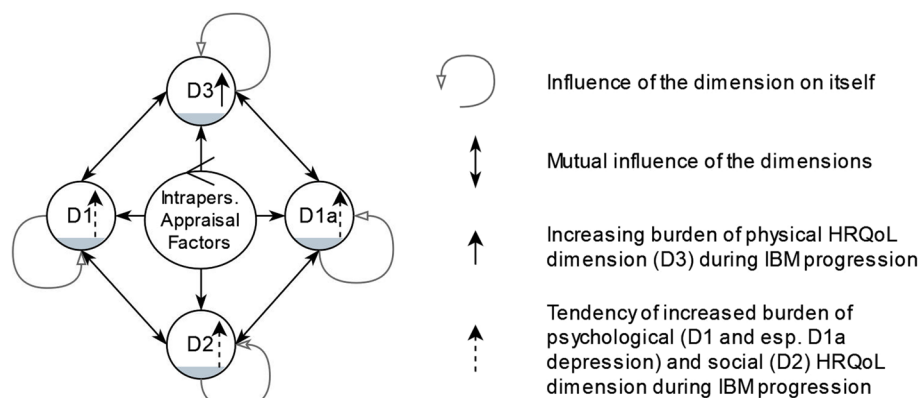 D3
D1
Intrapers.
Appraisal
Factors
D1a
D2
Influence of the dimension on itself
Mutual influence of the dimensions
Increasing burden of physical HRQoL
dimension (D3) during IBM progression
Tendency of increased burden of
psychological (D1 and esp. D1a
depression) and social (D2) HRQoL
dimension during IBM progression